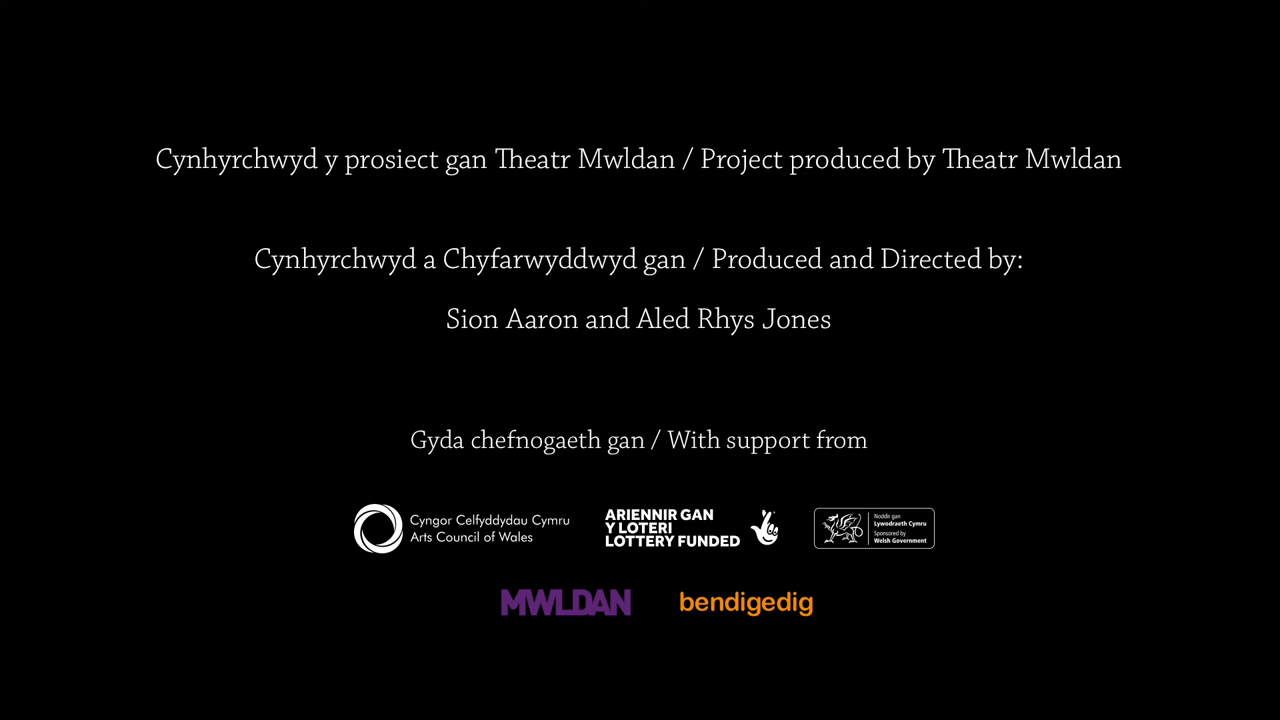 Cynhyrchwyd y prosiect gan Theatr Mwldan / Project produced by Theatr Mwldan
Cynhyrchwyd a Chyfarwyddwyd gan / Produced and Directed by:
Sion Aaron and Aled Rhys Jones
Gyda chefnogaeth gan / With support from
Cyngor Celfyddydau Cymru
Arts Council of Wales
ARIENNIR GAN
Y LOTERI
LOTTERY FUNDED
Noddir gan
Lywodraeth Cymru
Sponsored by
Welsh Government
MWLDAN
bendigedig